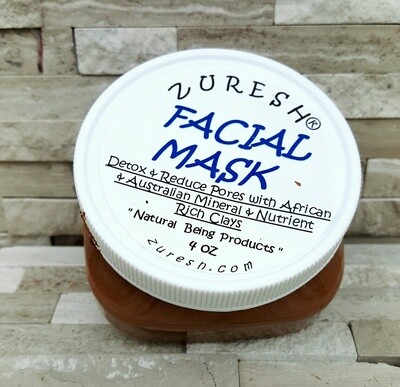 ZURESH®
FACIAL
MASK
Detox & Reduce Pores with African
& Australian Mineral & Nutrient
Rich Clays
"Natural Being Products"
4 OZ
zuresh.com